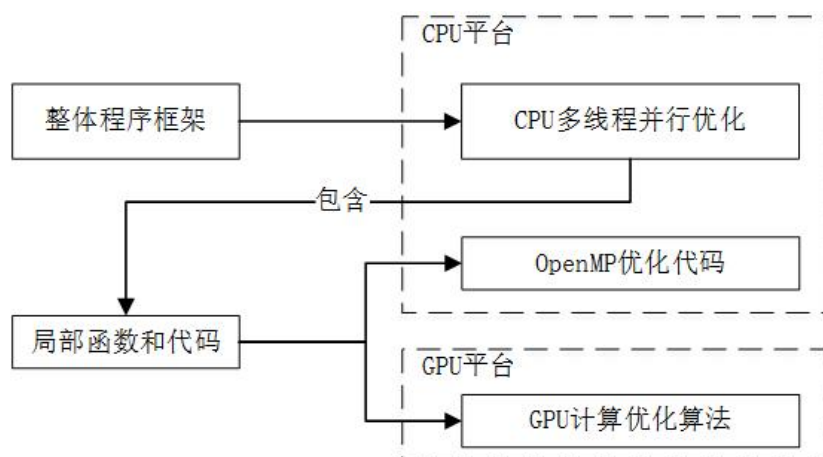 CPU平台
整体程序框架
CPU多线程并行优化
包含
OpenMP优化代码
局部函数和代码
GPU平台
GPU计算优化算法